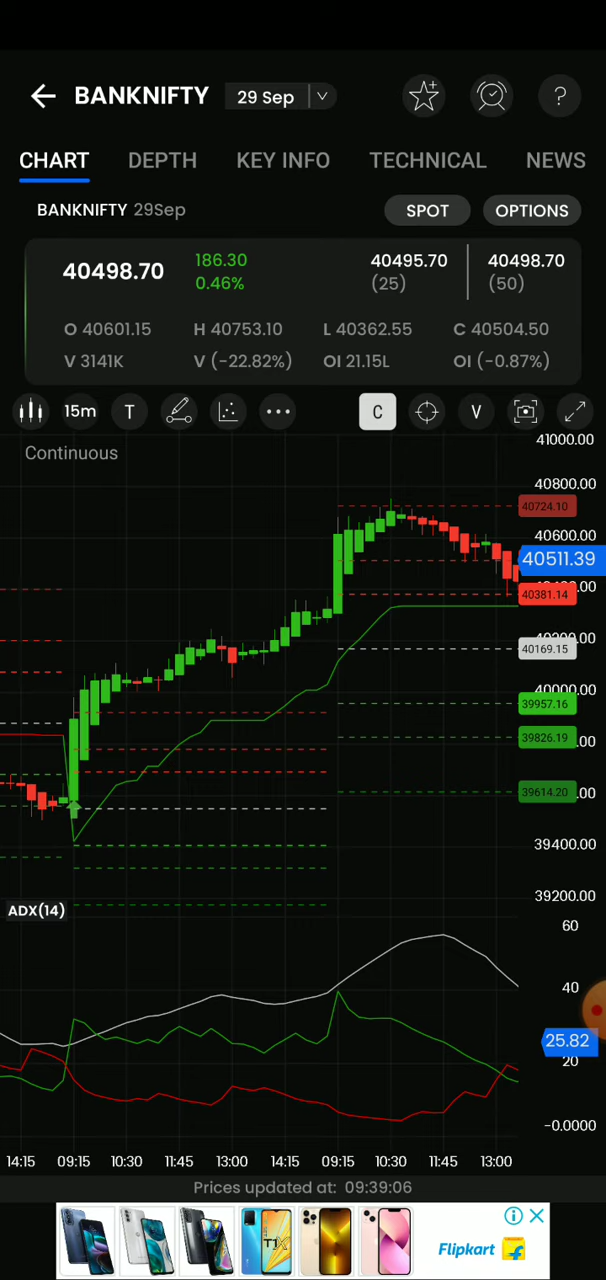 BANKNIFTY 29 Sep
CHART DEPTH KEY INFO TECHNICAL NEWS
BANKNIFTY 29Sep SPOT OPTIONS
40498.70 186.30 0.46% 40495.70 (25) 40498.70 (50)
O 40601.15 H 40753.10 L 40362.55 C 40504.50
V 3141K V (-22.82%) OI 21.15L OI (-0.87%)
15m T C V
Continuous
41000.00
40800.00
40724.10
40600.00
40511.39
40381.14
40169.15
40000.00
39957.16
39826.19
39614.20
39400.00
39200.00
ADX(14)
60
40
25.82
20
-0.0000
14:15 09:15 10:30 11:45 13:00 14:15 09:15 10:30 11:45 13:00
Prices updated at: 09:39:06
T1X
Flipkart